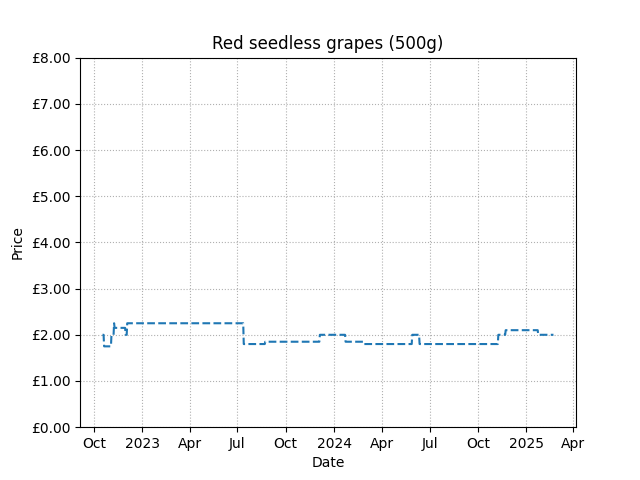 Red seedless grapes (500g)
£8.00
£7.00
£6.00
£5.00
£4.00
£3.00
£2.00
£1.00
£0.00
Price
Oct 2023 Apr Jul Oct 2024 Apr Jul Oct 2025 Apr
Date